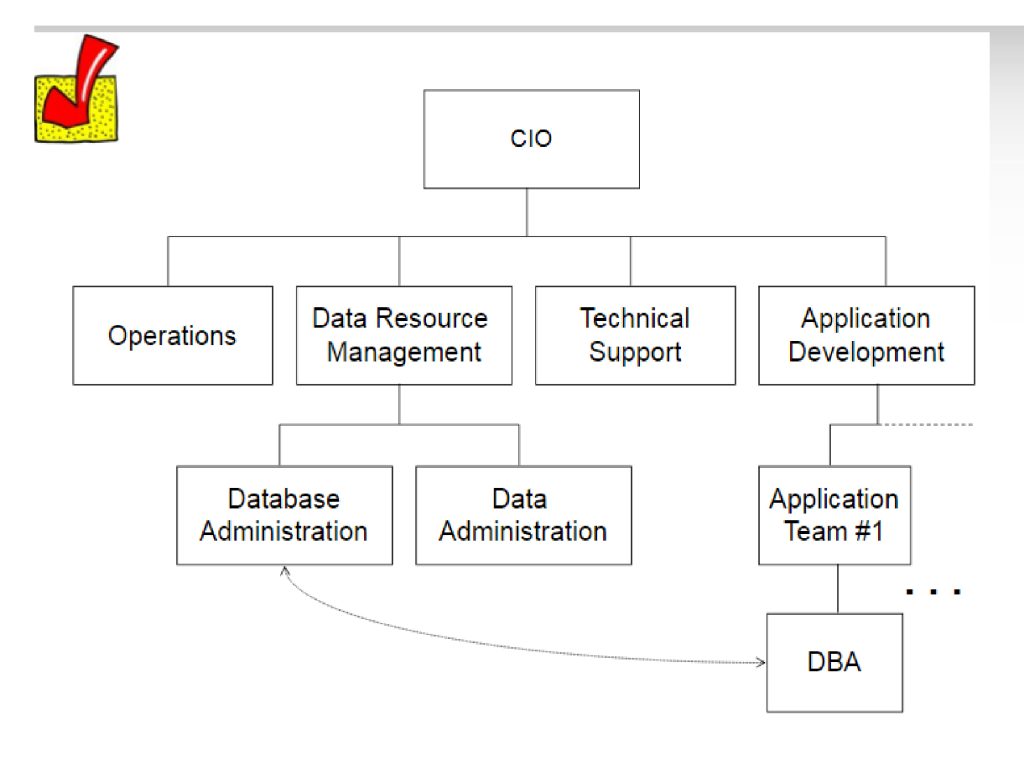 CIO
Operations
Data Resource
Management
Technical
Support
Application
Development
Database
Administration
Data
Administration
Application
Team #1
. . .
DBA